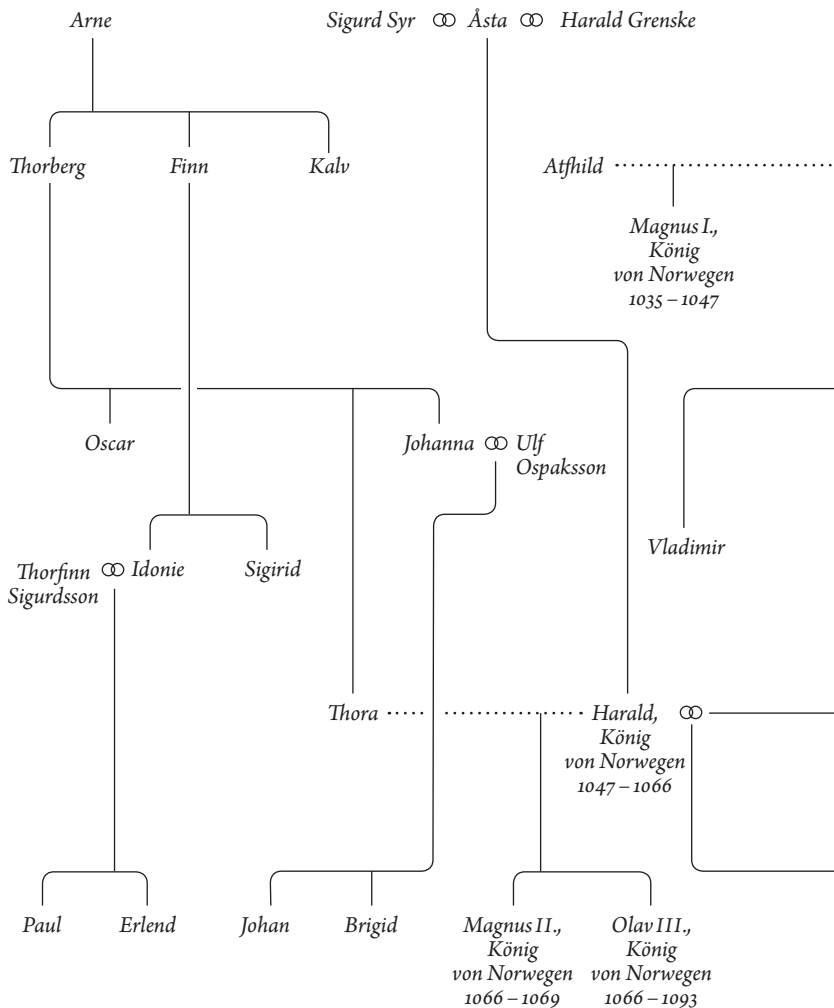 Arne
Sigurd Syr Åsta Harald Grenske
Thorberg Finn Kalv
Atfhild
Magnus I.,
König
von Norwegen
1035 – 1047
Oscar
Johanna Ulf
Ospaksson
Vladimir
Thorfinn Idonie Sigirid
Sigurdsson
Thora Harald,
König
von Norwegen
1047 – 1066
Paul Erlend Johan Brigid
Magnus II.,
König
von Norwegen
1066 – 1069
Olav III.,
König
von Norwegen
1066 – 1093